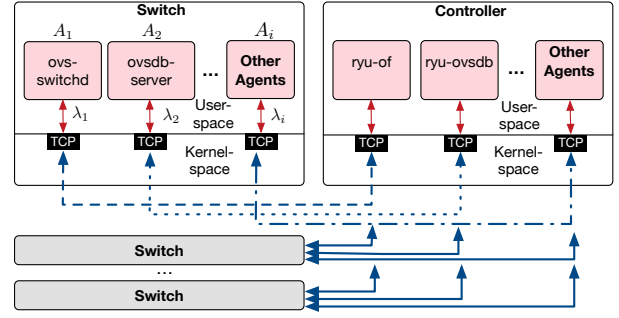 Switch
Controller
A₁
A₂
Aᵢ
ovs-
switchd
ovsdb-
server
...
Other
Agents
ryu-of
ryu-ovsdb
...
Other
Agents
λ₁
λ₂
User-
space
λᵢ
User-
space
TCP
TCP
TCP
TCP
TCP
TCP
Kernel-
space
Kernel-
space
Switch
...
Switch